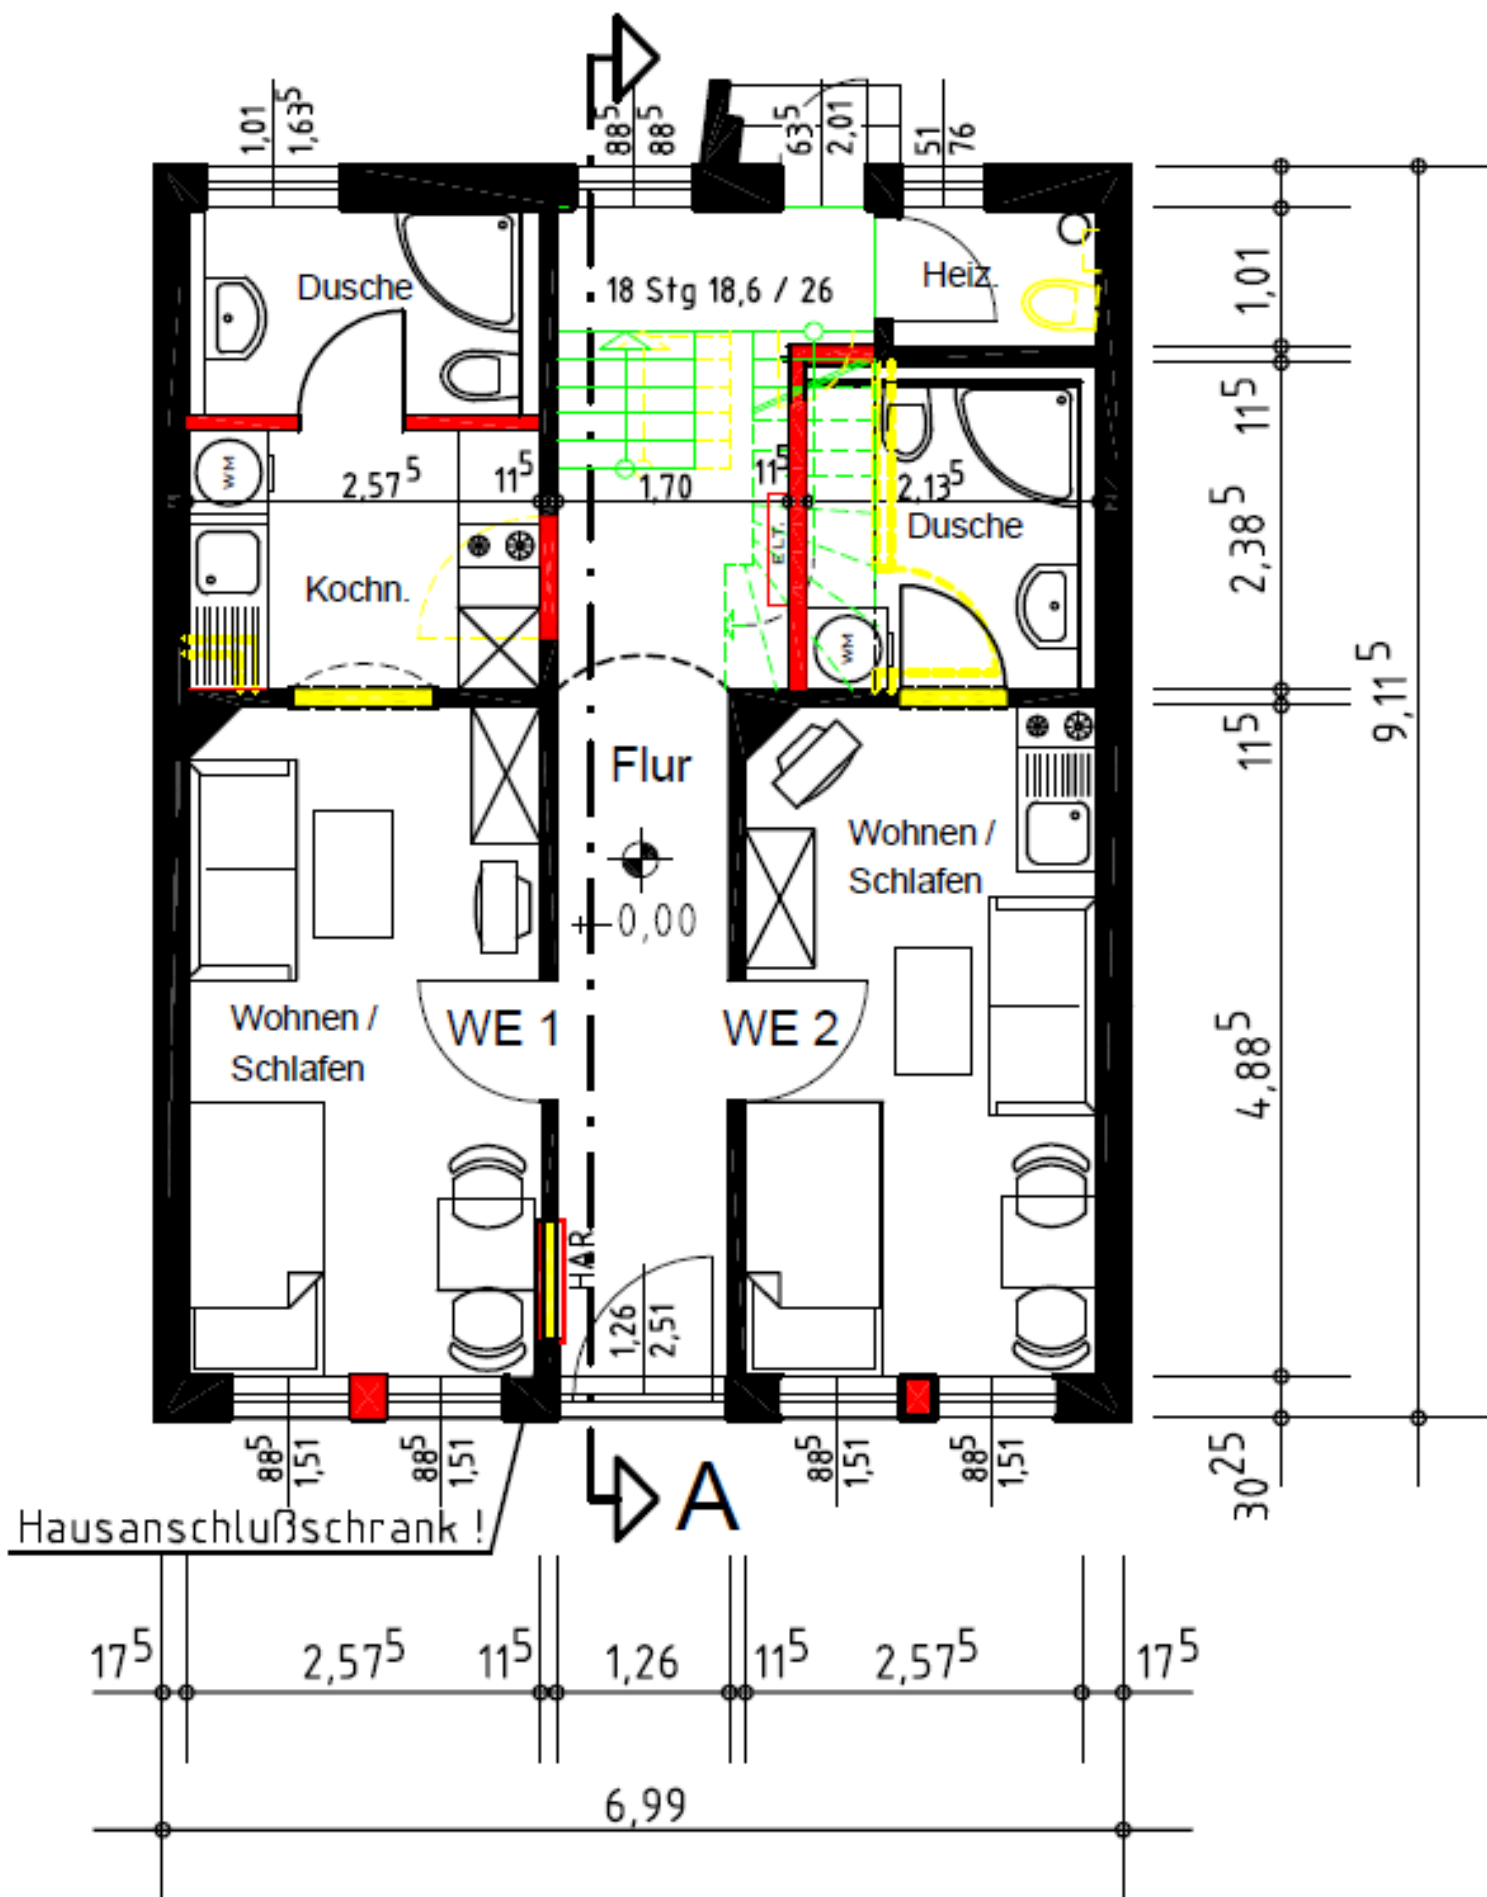 1,01
1,63⁵
88⁵
88⁵
63⁵
2,01
51
76
Dusche
18 Stg 18,6 / 26
Heiz.
1,01
WM
2,57⁵
11⁵
1,70
11⁵
2,13⁵
11⁵
Dusche
ELT.
2,38⁵
Kochn.
WM
9,11⁵
11⁵
Flur
Wohnen /
Schlafen
+0,00
Wohnen /
Schlafen
WE 1
WE 2
4,88⁵
HAR
1,26
2,51
88⁵
1,51
88⁵
1,51
88⁵
1,51
88⁵
1,51
30²⁵
A
Hausanschlußschrank !
17⁵
2,57⁵
11⁵
1,26
11⁵
2,57⁵
17⁵
6,99